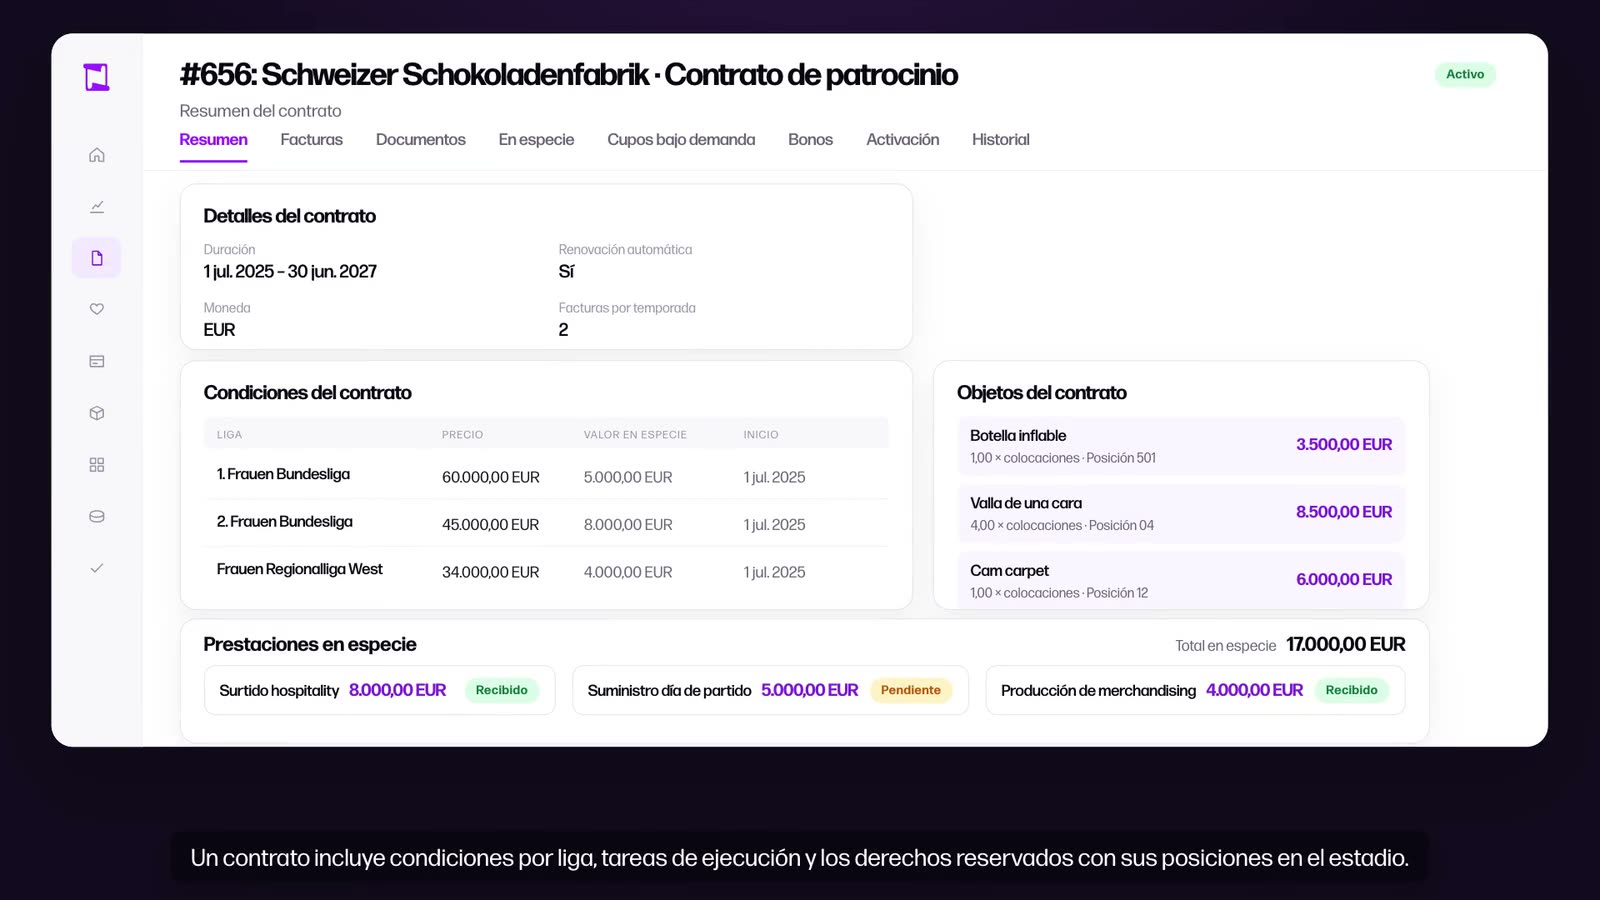 #656: Schweizer Schokoladenfabrik · Contrato de patrocinio
Activo
Resumen del contrato
Resumen Facturas Documentos En especie Cupos bajo demanda Bonos Activación Historial
Detalles del contrato
Duración Renovación automática
1 jul. 2025 – 30 jun. 2027 Sí
Moneda Facturas por temporada
EUR 2
Condiciones del contrato
LIGA PRECIO VALOR EN ESPECIE INICIO
1. Frauen Bundesliga 60.000,00 EUR 5.000,00 EUR 1 jul. 2025
2. Frauen Bundesliga 45.000,00 EUR 8.000,00 EUR 1 jul. 2025
Frauen Regionalliga West 34.000,00 EUR 4.000,00 EUR 1 jul. 2025
Objetos del contrato
Botella inflable 3.500,00 EUR
1,00 × colocaciones · Posición 501
Valla de una cara 8.500,00 EUR
4,00 × colocaciones · Posición 04
Cam carpet 6.000,00 EUR
1,00 × colocaciones · Posición 12
Prestaciones en especie Total en especie 17.000,00 EUR
Surtido hospitality 8.000,00 EUR Recibido
Suministro día de partido 5.000,00 EUR Pendiente
Producción de merchandising 4.000,00 EUR Recibido
Un contrato incluye condiciones por liga, tareas de ejecución y los derechos reservados con sus posiciones en el estadio.